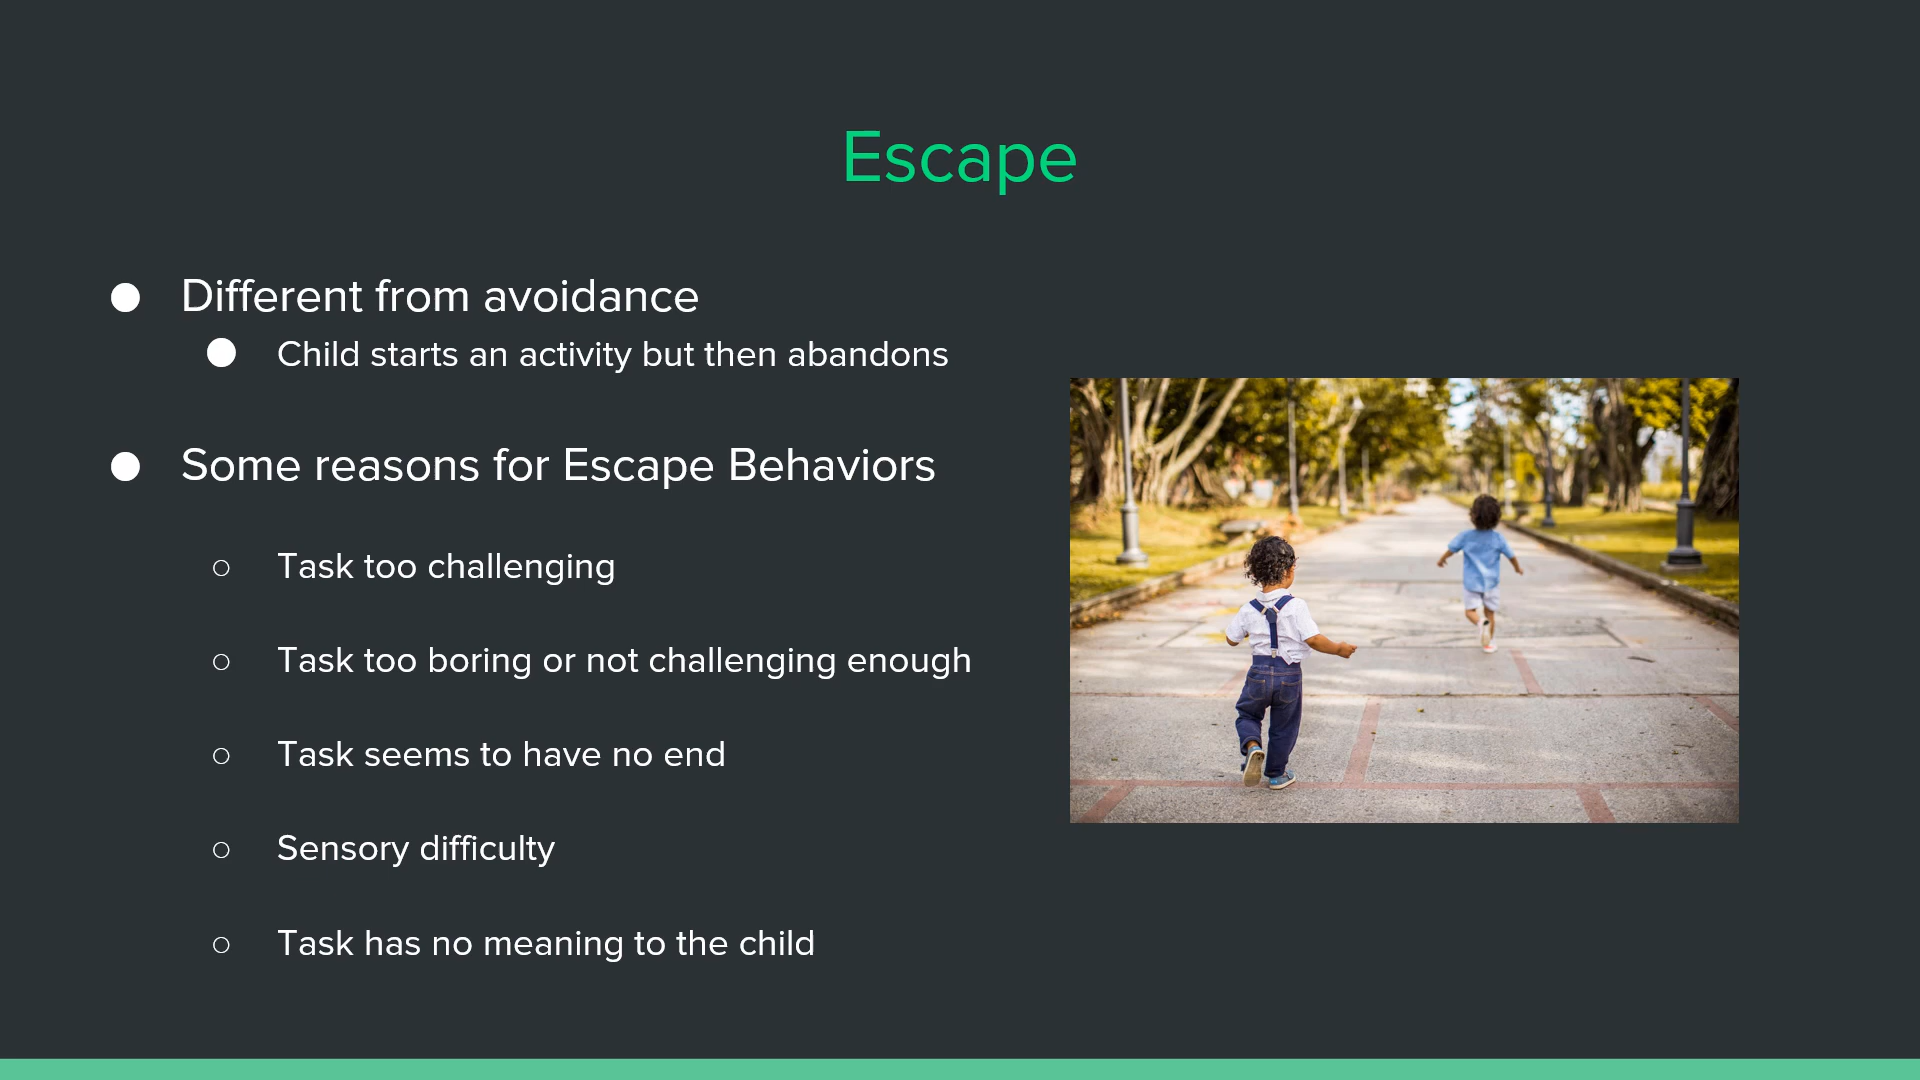 Escape
● Different from avoidance
● Child starts an activity but then abandons
● Some reasons for Escape Behaviors
○ Task too challenging
○ Task too boring or not challenging enough
○ Task seems to have no end
○ Sensory difficulty
○ Task has no meaning to the child